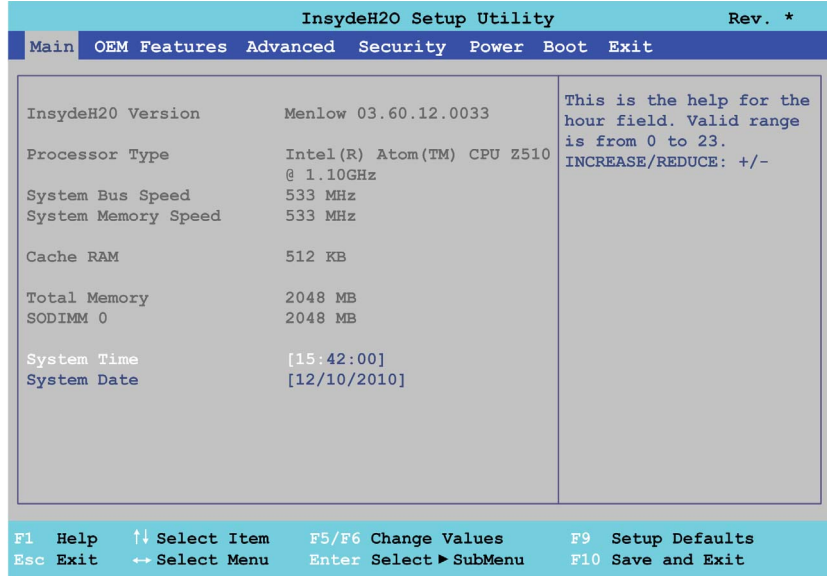 InsydeH2O Setup Utility Rev. *
Main OEM Features Advanced Security Power Boot Exit
InsydeH20 Version Menlow 03.60.12.0033
Processor Type Intel(R) Atom(TM) CPU Z510
@ 1.10GHz
System Bus Speed 533 MHz
System Memory Speed 533 MHz
Cache RAM 512 KB
Total Memory 2048 MB
SODIMM 0 2048 MB
System Time [15:42:00]
System Date [12/10/2010]
This is the help for the
hour field. Valid range
is from 0 to 23.
INCREASE/REDUCE: +/-
F1 Help ↑↓ Select Item F5/F6 Change Values F9 Setup Defaults
Esc Exit ↔ Select Menu Enter Select ► SubMenu F10 Save and Exit